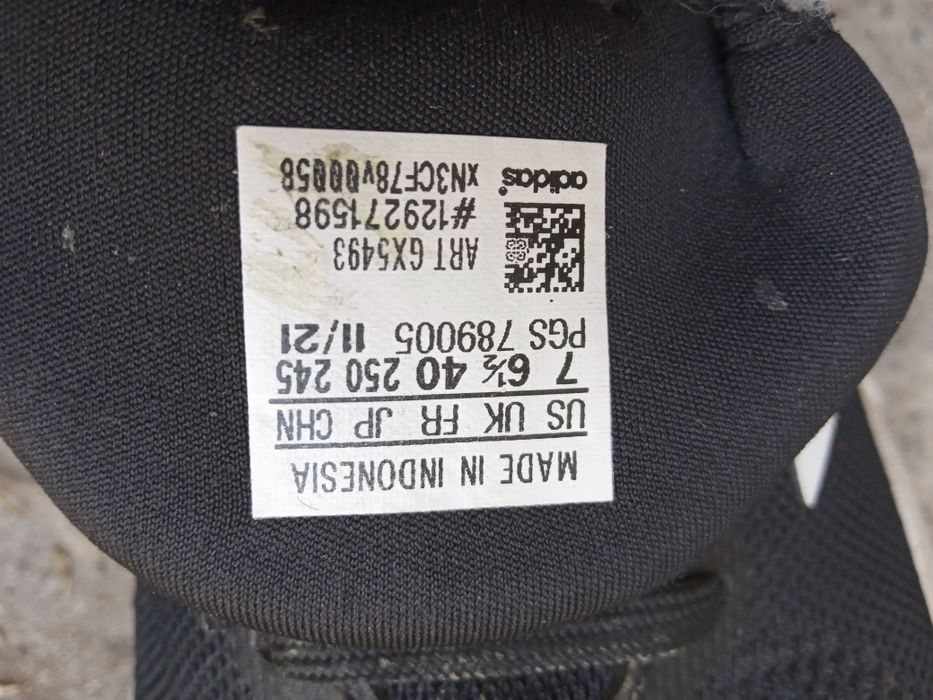 MADE IN INDONESIA
US UK FR JP CHN
7 6½ 40 250 245
PGS 789005 11/21
ART GX5493
#129271598
adidas xN3CF78v00058